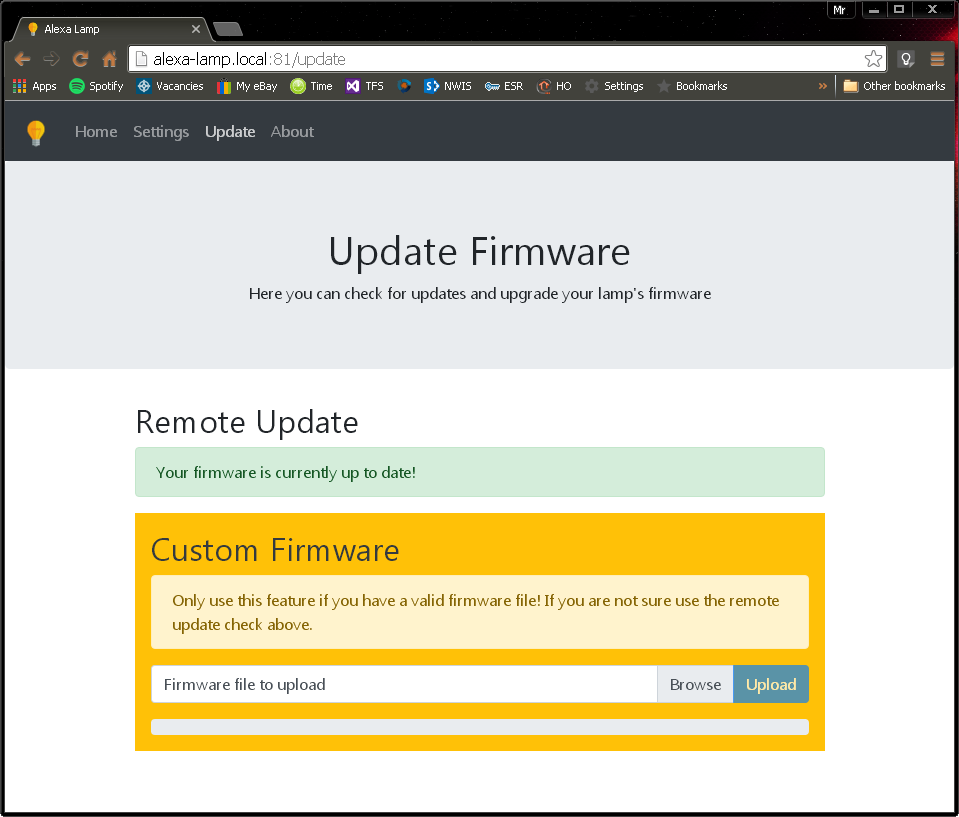 Mr
Alexa Lamp
alexa-lamp.local:81/update
Apps Spotify Vacancies My eBay Time TFS NWIS ESR HO Settings Bookmarks » Other bookmarks
Home Settings Update About
Update Firmware
Here you can check for updates and upgrade your lamp's firmware
Remote Update
Your firmware is currently up to date!
Custom Firmware
Only use this feature if you have a valid firmware file! If you are not sure use the remote
update check above.
Firmware file to upload Browse Upload